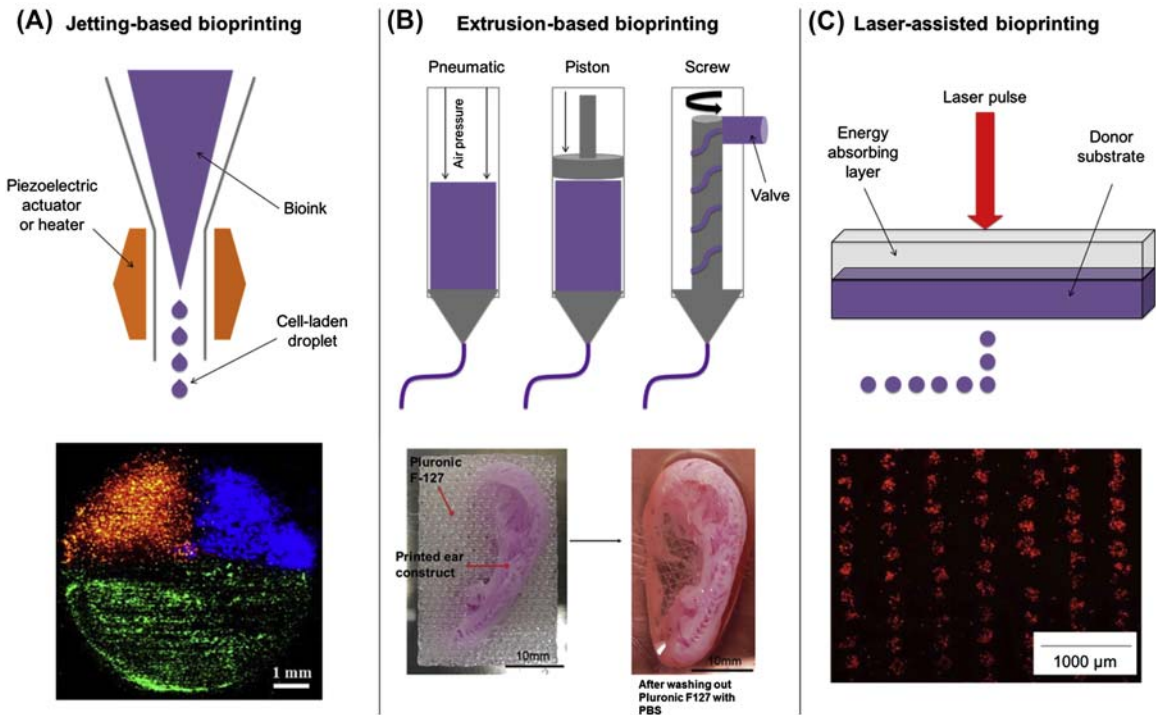 (A) Jetting-based bioprinting
Piezoelectric
actuator
or heater
Bioink
Cell-laden
droplet
1 mm
(B) Extrusion-based bioprinting
Pneumatic
Piston
Screw
Air pressure
Valve
Pluronic
F-127
Printed ear
construct
10mm
10mm
After washing out
Pluronic F127 with
PBS
(C) Laser-assisted bioprinting
Laser pulse
Energy
absorbing
layer
Donor
substrate
1000 µm